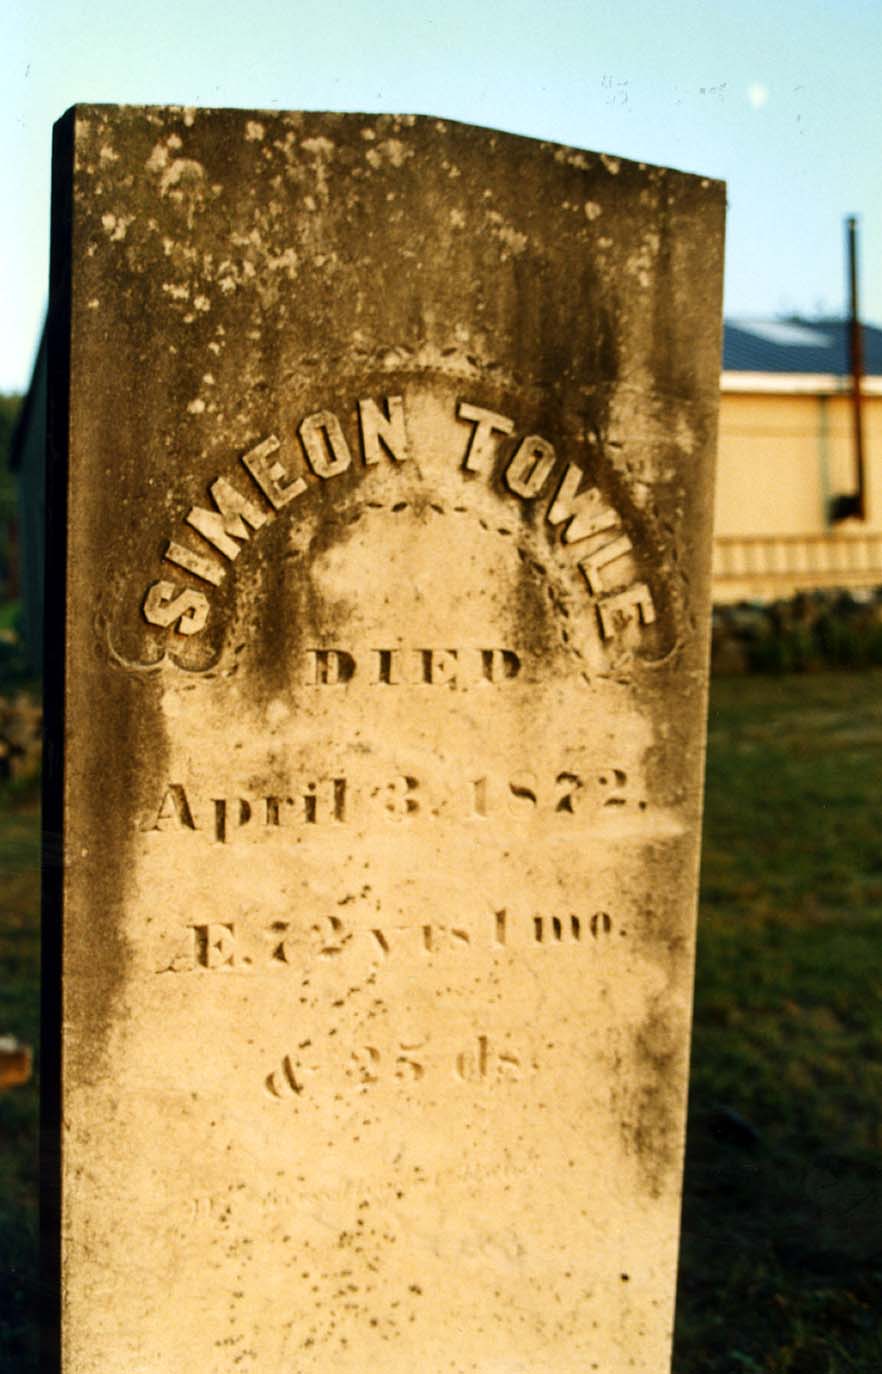 SIMEON TOWLE
DIED
April 3, 1872.
Æ. 72 yrs 1 mo.
& 25 ds.